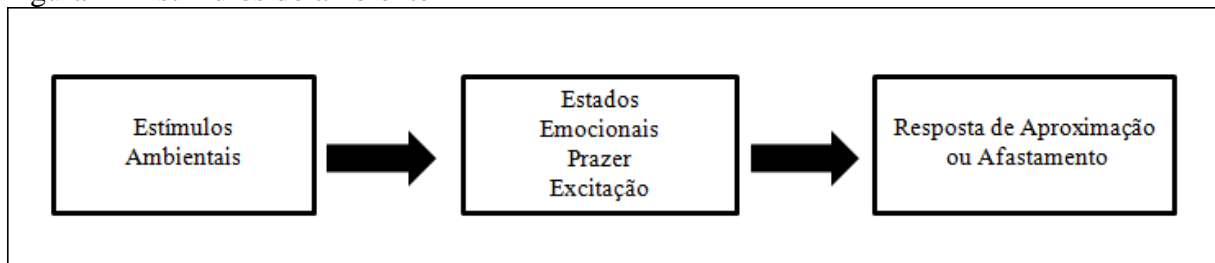 Estímulos
Ambientais
Estados
Emocionais
Prazer
Excitação
Resposta de Aproximação
ou Afastamento